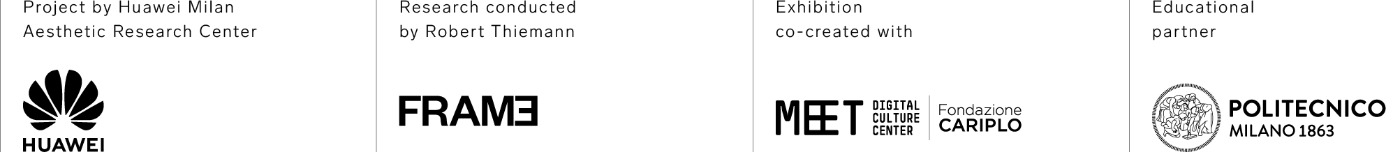 Project by Huawei Milan
Aesthetic Research Center
HUAWEI
Research conducted
by Robert Thiemann
FRAME
Exhibition
co-created with
MEET
DIGITAL
CULTURE
CENTER
Fondazione
CARIPLO
Educational
partner
POLITECNICO
MILANO 1863